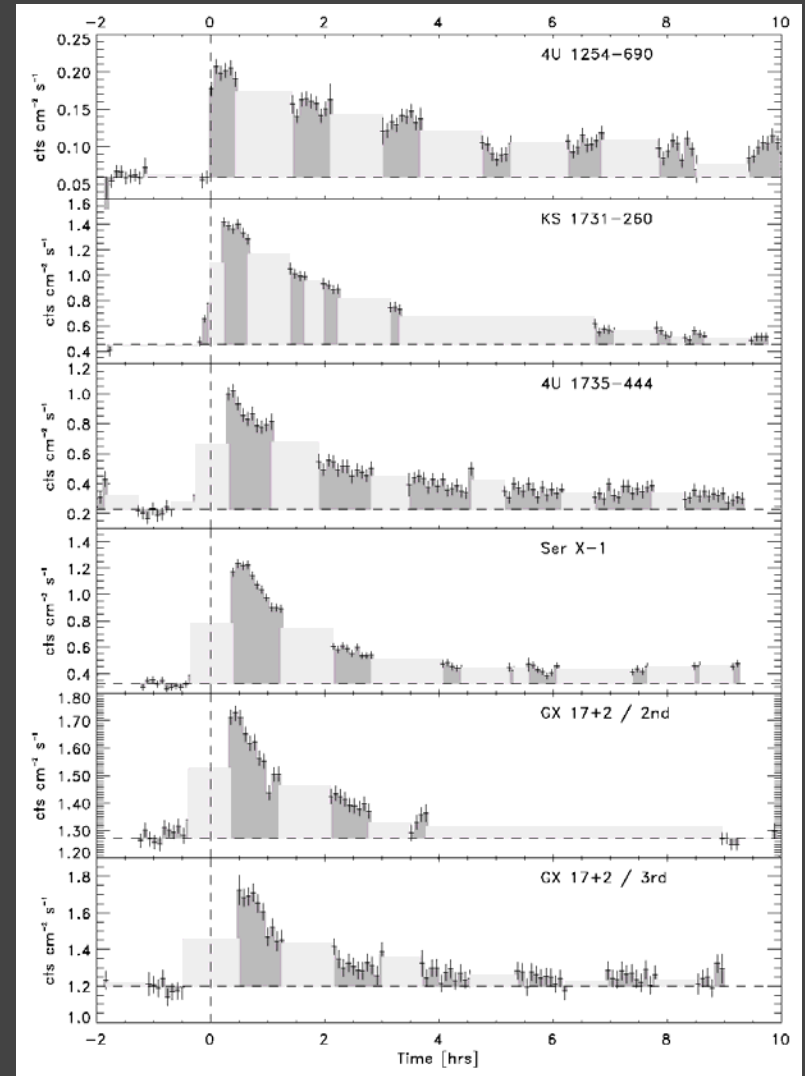 −2 0 2 4 6 8 10
4U 1254−690
0.25
0.20
0.15
0.10
0.05
cts cm⁻² s⁻¹
KS 1731−260
1.6
1.4
1.2
1.0
0.8
0.6
0.4
cts cm⁻² s⁻¹
4U 1735−444
1.2
1.0
0.8
0.6
0.4
0.2
cts cm⁻² s⁻¹
Ser X−1
1.4
1.2
1.0
0.8
0.6
0.4
cts cm⁻² s⁻¹
GX 17+2 / 2nd
1.80
1.70
1.60
1.50
1.40
1.30
1.20
cts cm⁻² s⁻¹
GX 17+2 / 3rd
1.8
1.6
1.4
1.2
1.0
cts cm⁻² s⁻¹
−2 0 2 4 6 8 10
Time [hrs]